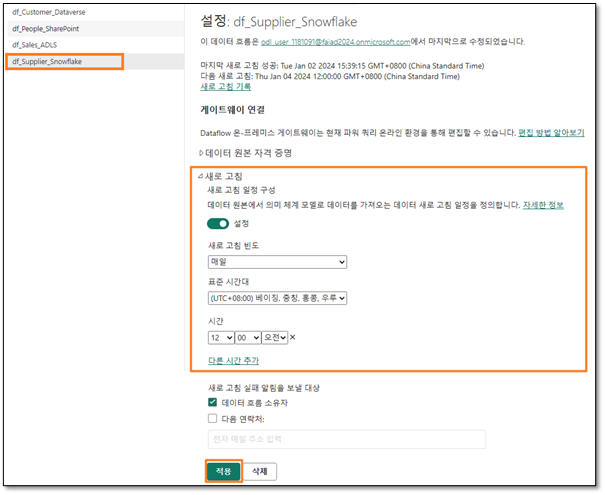 df_Customer_Dataverse
df_People_SharePoint
df_Sales_ADLS
df_Supplier_Snowflake
설정: df_Supplier_Snowflake
이 데이터 흐름은 odl_user_1181091@faiad2024.onmicrosoft.com에서 마지막으로 수정되었습니다.
마지막 새로 고침 성공: Tue Jan 02 2024 15:39:15 GMT+0800 (China Standard Time)
다음 새로 고침: Thu Jan 04 2024 12:00:00 GMT+0800 (China Standard Time)
새로 고침 기록
게이트웨이 연결
Dataflow 온-프레미스 게이트웨이는 현재 파워 쿼리 온라인 환경을 통해 편집할 수 있습니다. 편집 방법 알아보기
데이터 원본 자격 증명
새로 고침
새로 고침 일정 구성
데이터 원본에서 의미 체계 모델로 데이터를 가져오는 데이터 새로 고침 일정을 정의합니다. 자세한 정보
설정
새로 고침 빈도
매일
표준 시간대
(UTC+08:00) 베이징, 충칭, 홍콩, 우루
시간
12 00 오전 ✕
다른 시간 추가
새로 고침 실패 알림을 보낼 대상
데이터 흐름 소유자
다음 연락처:
전자 메일 주소 입력
적용 삭제